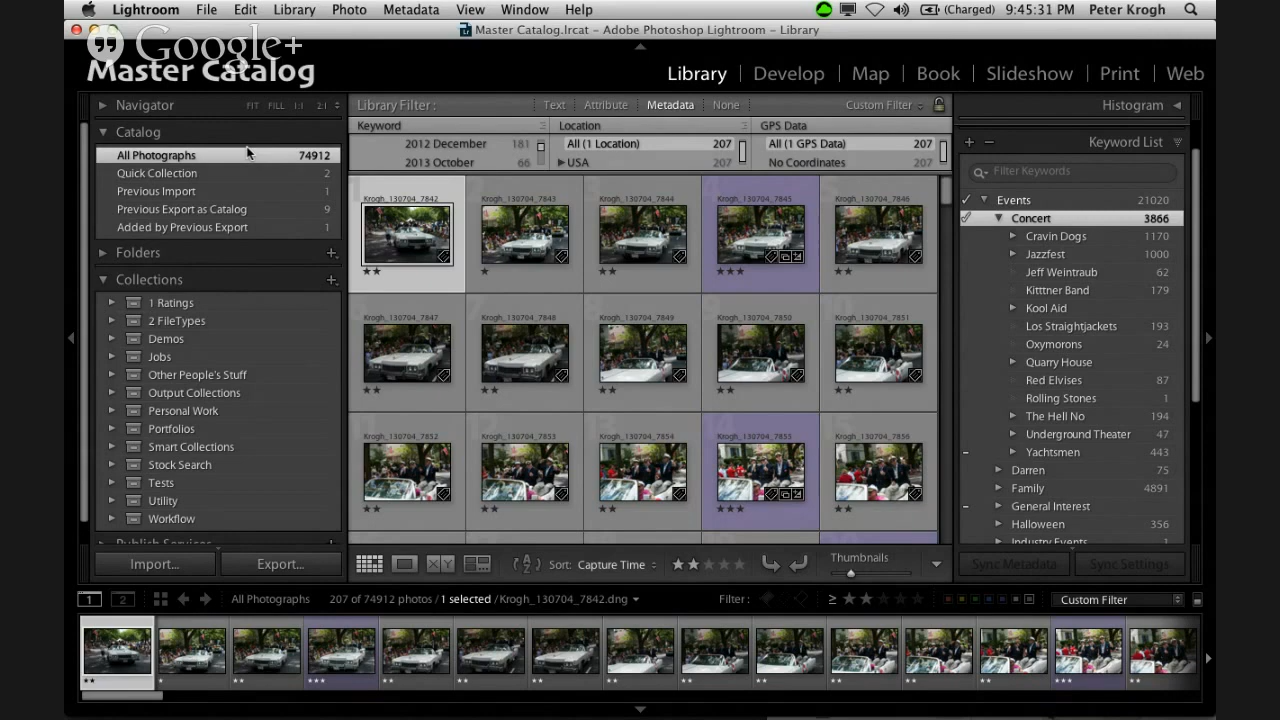 Lightroom File Edit Library Photo Metadata View Window Help (Charged) 9:45:31 PM Peter Krogh
Master Catalog.lrcat - Adobe Photoshop Lightroom - Library
Google+
Master Catalog
Library | Develop | Map | Book | Slideshow | Print | Web
Navigator FIT FILL 1:1 2:1
Catalog
All Photographs 74912
Quick Collection 2
Previous Import 1
Previous Export as Catalog 9
Added by Previous Export 1
Folders
Collections
1 Ratings
2 FileTypes
Demos
Jobs
Other People's Stuff
Output Collections
Personal Work
Portfolios
Smart Collections
Stock Search
Tests
Utility
Workflow
Publish Services
Import... Export...
Library Filter : Text Attribute Metadata None Custom Filter
Keyword Location GPS Data
2012 December 181 All (1 Location) 207 All (1 GPS Data) 207
2013 October 66 USA 207 No Coordinates 207
Krogh_130704_7842 Krogh_130704_7843 Krogh_130704_7844 Krogh_130704_7845 Krogh_130704_7846
Krogh_130704_7847 Krogh_130704_7848 Krogh_130704_7849 Krogh_130704_7850 Krogh_130704_7851
Krogh_130704_7852 Krogh_130704_7853 Krogh_130704_7854 Krogh_130704_7855 Krogh_130704_7856
XY Sort: Capture Time Thumbnails
Histogram
Keyword List
Filter Keywords
Events 21020
Concert 3866
Cravin Dogs 1170
Jazzfest 1000
Jeff Weintraub 62
Kitttner Band 179
Kool Aid
Los Straightjackets 193
Oxymorons 24
Quarry House
Red Elvises 87
Rolling Stones 1
The Hell No 194
Underground Theater 47
Yachtsmen 443
Darren 75
Family 4891
General Interest 6
Halloween 356
Industry Events 1
Sync Metadata Sync Settings
1 2 All Photographs 207 of 74912 photos / 1 selected / Krogh_130704_7842.dng Filter : Custom Filter